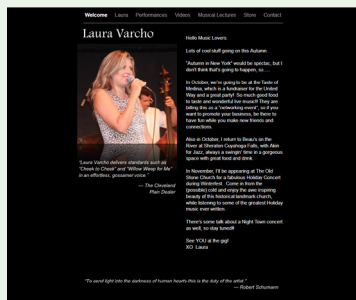 Welcome Laura Performances Videos Musical Lectures Store Contact
Laura Varcho
Hello Music Lovers:
Lots of cool stuff going on this Autumn.
"Autumn in New York" would be spectac, but I
don't think that's going to happen, so.....
In October, we're going to be at the Taste of
Medina, which is a fundraiser for the United
Way and a great party! So much good food
to taste and wonderful live music!!! They are
billing this as a "networking event", so if you
want to promote your business, be there to
have fun while you make new friends and
connections.
Also in October, I return to Beau's on the
River at Sheraton Cuyahoga Falls, with Akin
for Jazz, always a swingin' time in a gorgeous
space with great food and drink.
In November, I'll be appearing at The Old
Stone Church for a fabulous Holiday Concert
during Winterfest. Come in from the
(possible) cold and enjoy the awe inspiring
beauty of this historical landmark church,
while listening to some of the greatest Holiday
music ever written.
There's some talk about a Night Town concert
as well, so stay tuned!!
See YOU at the gig!
XO Laura
"Laura Varcho delivers standards such as
"Cheek to Cheek" and "Willow Weep for Me"
in an effortless, gossamer voice."
— The Cleveland
Plain Dealer
"To send light into the darkness of human hearts-this is the duty of the artist."
— Robert Schumann